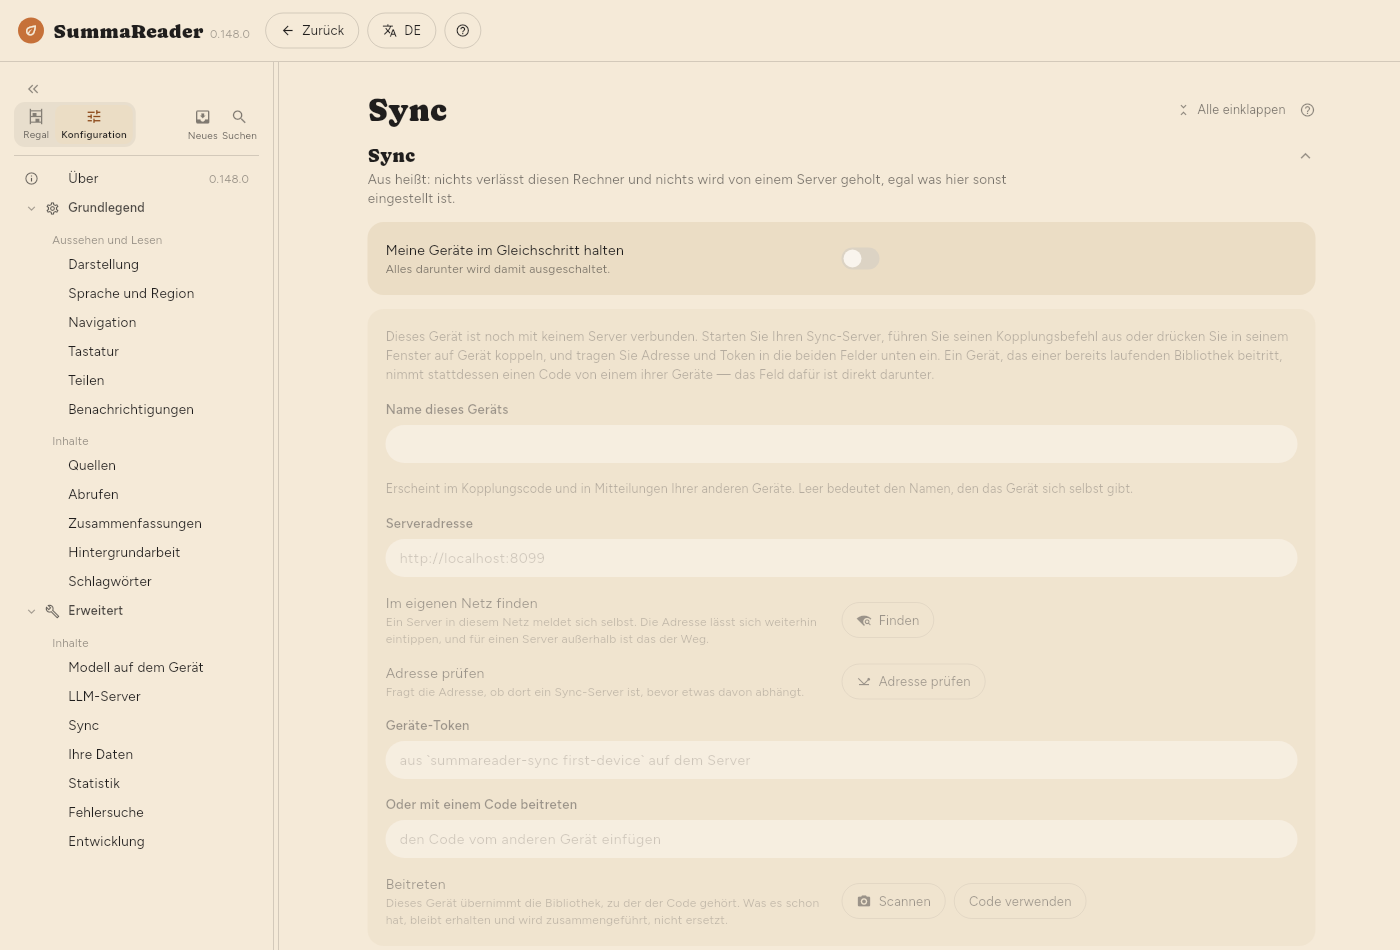 SummaReader 0.148.0
Zurück
DE
Regal
Konfiguration
Neues
Suchen
Über
0.148.0
Grundlegend
Aussehen und Lesen
Darstellung
Sprache und Region
Navigation
Tastatur
Teilen
Benachrichtigungen
Inhalte
Quellen
Abrufen
Zusammenfassungen
Hintergrundarbeit
Schlagwörter
Erweitert
Inhalte
Modell auf dem Gerät
LLM-Server
Sync
Ihre Daten
Statistik
Fehlersuche
Entwicklung
Sync
Alle einklappen
Sync
Aus heißt: nichts verlässt diesen Rechner und nichts wird von einem Server geholt, egal was hier sonst
eingestellt ist.
Meine Geräte im Gleichschritt halten
Alles darunter wird damit ausgeschaltet.
Dieses Gerät ist noch mit keinem Server verbunden. Starten Sie Ihren Sync-Server, führen Sie seinen Kopplungsbefehl aus oder drücken Sie in seinem
Fenster auf Gerät koppeln, und tragen Sie Adresse und Token in die beiden Felder unten ein. Ein Gerät, das einer bereits laufenden Bibliothek beitritt,
nimmt stattdessen einen Code von einem ihrer Geräte — das Feld dafür ist direkt darunter.
Name dieses Geräts
Erscheint im Kopplungscode und in Mitteilungen Ihrer anderen Geräte. Leer bedeutet den Namen, den das Gerät sich selbst gibt.
Serveradresse
http://localhost:8099
Im eigenen Netz finden
Ein Server in diesem Netz meldet sich selbst. Die Adresse lässt sich weiterhin
eintippen, und für einen Server außerhalb ist das der Weg.
Finden
Adresse prüfen
Fragt die Adresse, ob dort ein Sync-Server ist, bevor etwas davon abhängt.
Adresse prüfen
Geräte-Token
aus `summareader-sync first-device` auf dem Server
Oder mit einem Code beitreten
den Code vom anderen Gerät einfügen
Beitreten
Dieses Gerät übernimmt die Bibliothek, zu der der Code gehört. Was es schon
hat, bleibt erhalten und wird zusammengeführt, nicht ersetzt.
Scannen
Code verwenden